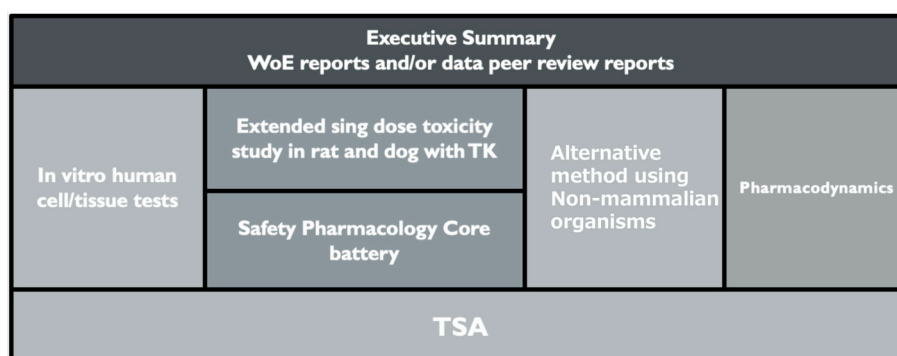 Executive Summary
WoE reports and/or data peer review reports
In vitro human
cell/tissue tests
Extended sing dose toxicity
study in rat and dog with TK
Safety Pharmacology Core
battery
Alternative
method using
Non-mammalian
organisms
Pharmacodynamics
TSA